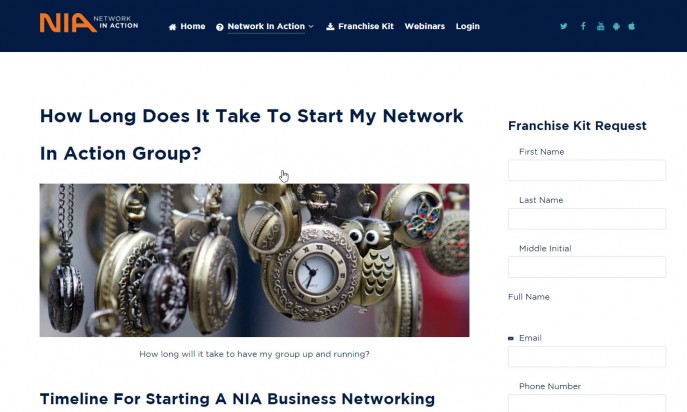 NIA NETWORK
IN ACTION
Home Network In Action Franchise Kit Webinars Login
How Long Does It Take To Start My Network
In Action Group?
How long will it take to have my group up and running?
Timeline For Starting A NIA Business Networking
Franchise Kit Request
First Name
Last Name
Middle Initial
Full Name
Email
Phone Number